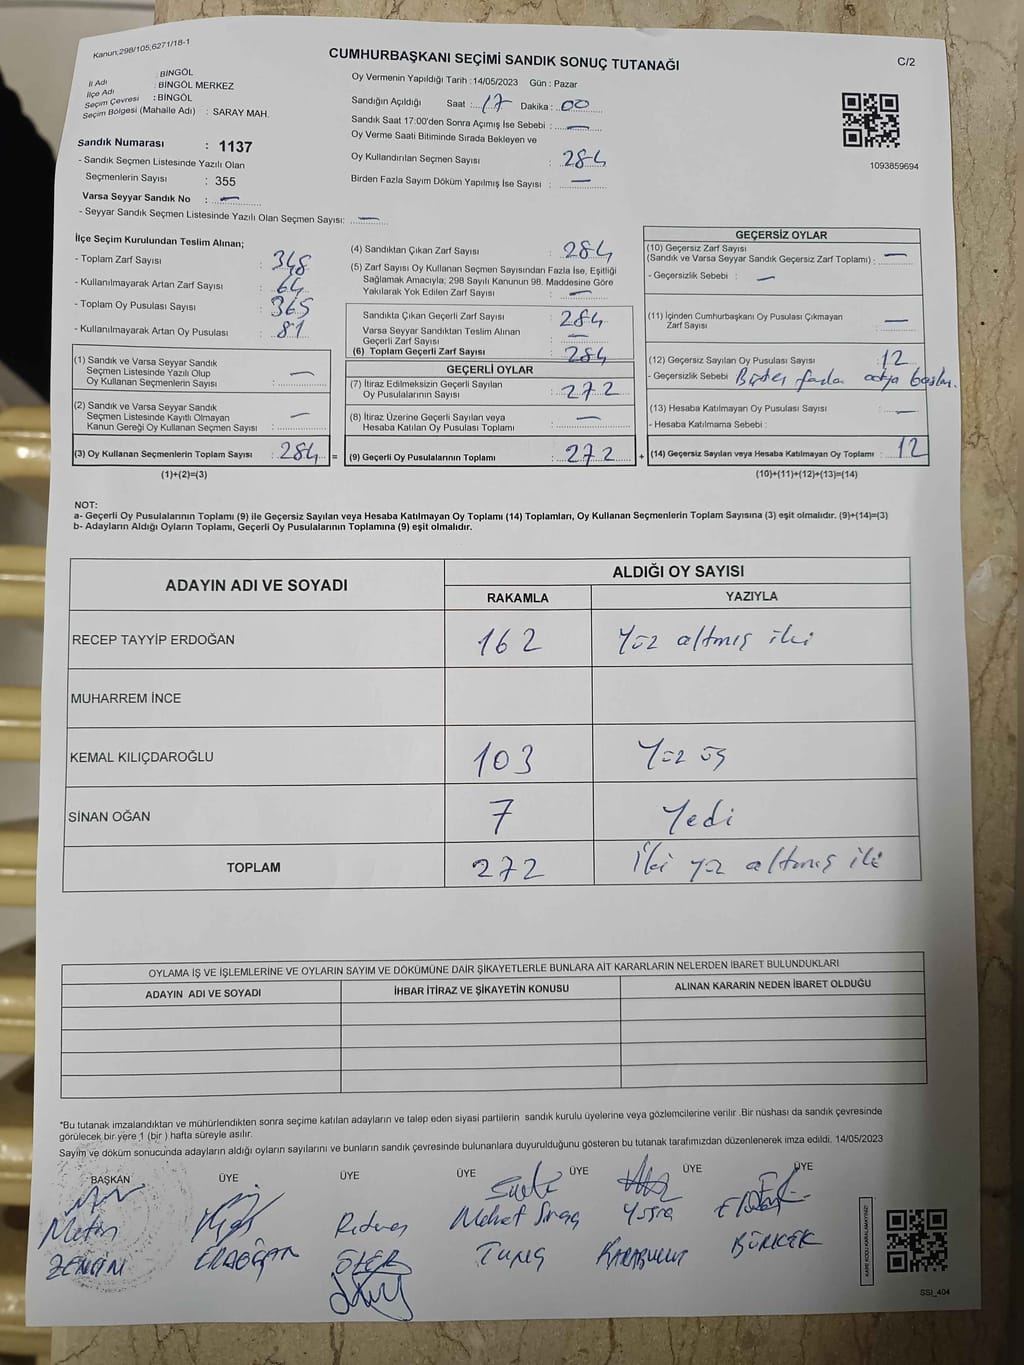 Kanun:298/105;6271/18-1
CUMHURBAŞKANI SEÇİMİ SANDIK SONUÇ TUTANAĞI
C/2
İl Adı : BİNGÖL
İlçe Adı : BİNGÖL MERKEZ
Seçim Çevresi : BİNGÖL
Seçim Bölgesi (Mahalle Adı) : SARAY MAH.
Oy Vermenin Yapıldığı Tarih : 14/05/2023 Gün : Pazar
Sandığın Açıldığı Saat : 17 Dakika : 00
Sandık Saat 17:00'den Sonra Açımış İse Sebebi : —
Oy Verme Saati Bitiminde Sırada Bekleyen ve
Oy Kullandırılan Seçmen Sayısı : 284
Birden Fazla Sayım Döküm Yapılmış İse Sayısı : —
1093859694
Sandık Numarası : 1137
- Sandık Seçmen Listesinde Yazılı Olan
Seçmenlerin Sayısı : 355
Varsa Seyyar Sandık No : —
- Seyyar Sandık Seçmen Listesinde Yazılı Olan Seçmen Sayısı: —
İlçe Seçim Kurulundan Teslim Alınan;
- Toplam Zarf Sayısı : 348
- Kullanılmayarak Artan Zarf Sayısı : 64
- Toplam Oy Pusulası Sayısı : 365
- Kullanılmayarak Artan Oy Pusulası : 81
(1) Sandık ve Varsa Seyyar Sandık
Seçmen Listesinde Yazılı Olup
Oy Kullanan Seçmenlerin Sayısı : —
(2) Sandık ve Varsa Seyyar Sandık
Seçmen Listesinde Kayıtlı Olmayan
Kanun Gereği Oy Kullanan Seçmen Sayısı : —
(3) Oy Kullanan Seçmenlerin Toplam Sayısı : 284 =
(1)+(2)=(3)
(4) Sandıktan Çıkan Zarf Sayısı : 284
(5) Zarf Sayısı Oy Kullanan Seçmen Sayısından Fazla İse, Eşitliği
Sağlamak Amacıyla; 298 Sayılı Kanunun 98. Maddesine Göre
Yakılarak Yok Edilen Zarf Sayısı : —
Sandıkta Çıkan Geçerli Zarf Sayısı : 284
Varsa Seyyar Sandıktan Teslim Alınan
Geçerli Zarf Sayısı : —
(6) Toplam Geçerli Zarf Sayısı : 284
GEÇERLİ OYLAR
(7) İtiraz Edilmeksizin Geçerli Sayılan
Oy Pusulasının Sayısı : 272
(8) İtiraz Üzerine Geçerli Sayılan veya
Hesaba Katılan Oy Pusulası Toplamı : —
(9) Geçerli Oy Pusulalarının Toplamı : 272 +
GEÇERSİZ OYLAR
(10) Geçersiz Zarf Sayısı
(Sandık ve Varsa Seyyar Sandık Geçersiz Zarf Toplamı) : —
- Geçersizlik Sebebi : —
(11) İçinden Cumhurbaşkanı Oy Pusulası Çıkmayan
Zarf Sayısı : —
(12) Geçersiz Sayılan Oy Pusulası Sayısı : 12
- Geçersizlik Sebebi : fazla
(13) Hesaba Katılmayan Oy Pusulası Sayısı : —
- Hesaba Katılmama Sebebi :
(14) Geçersiz Sayılan veya Hesaba Katılmayan Oy Toplamı : 12
(10)+(11)+(12)+(13)=(14)
NOT:
a- Geçerli Oy Pusulalarının Toplamı (9) ile Geçersiz Sayılan veya Hesaba Katılmayan Oy Toplamı (14) Toplamları, Oy Kullanan Seçmenlerin Toplam Sayısına (3) eşit olmalıdır. (9)+(14)=(3)
b- Adayların Aldığı Oyların Toplamı, Geçerli Oy Pusulalarının Toplamına (9) eşit olmalıdır.
ADAYIN ADI VE SOYADI
ALDIĞI OY SAYISI
RAKAMLA YAZIYLA
RECEP TAYYİP ERDOĞAN 162 Yüz altmış iki
MUHARREM İNCE
KEMAL KILIÇDAROĞLU 103 Yüz üç
SİNAN OĞAN 7 Yedi
TOPLAM 272 İki yüz altmış iki
OYLAMA İŞ VE İŞLEMLERİNE VE OYLARIN SAYIM VE DÖKÜMÜNE DAİR ŞİKAYETLERLE BUNLARA AİT KARARLARIN NELERDEN İBARET BULUNDUKLARI
ADAYIN ADI VE SOYADI İHBAR İTİRAZ VE ŞİKAYETİN KONUSU ALINAN KARARIN NEDEN İBARET OLDUĞU
*Bu tutanak imzalandıktan ve mühürlendikten sonra seçime katılan adayların ve talep eden siyasi partilerin sandık kurulu üyelerine veya gözlemcilerine verilir .Bir nüshası da sandık çevresinde
görülecek bir yere 1 (bir ) hafta süreyle asılır.
Sayım ve döküm sonucunda adayların aldığı oyların sayılarını ve bunların sandık çevresinde bulunanlara duyurulduğunu gösteren bu tutanak tarafımızdan düzenlenerek imza edildi. 14/05/2023
BAŞKAN ÜYE ÜYE ÜYE ÜYE ÜYE ÜYE
Metin Rıdvan Yusra
ZENGİN ERDOĞAN KARABULUT
KARE KODU KARALAMAYINIZ!
SSI_404